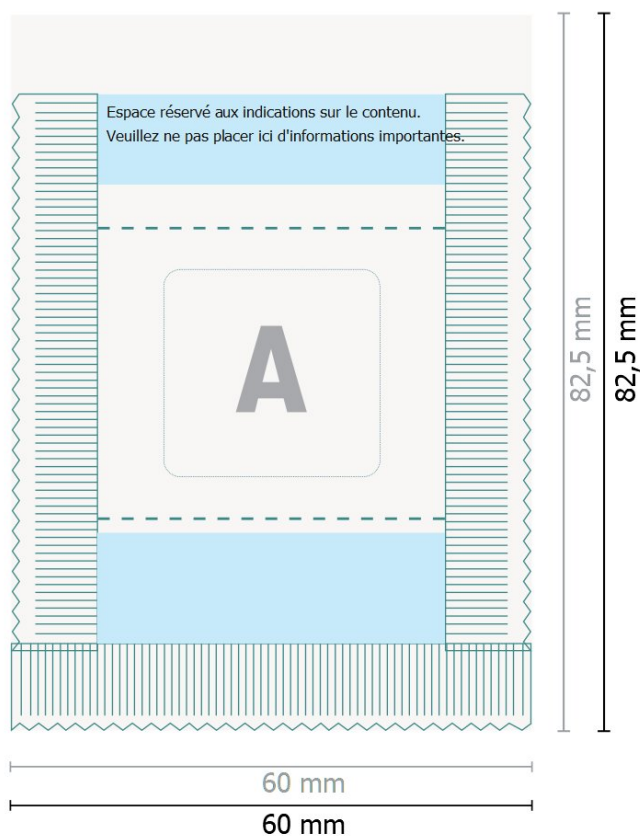 Espace réservé aux indications sur le contenu.
Veuillez ne pas placer ici d'informations importantes.
A
82,5 mm
82,5 mm
60 mm
60 mm